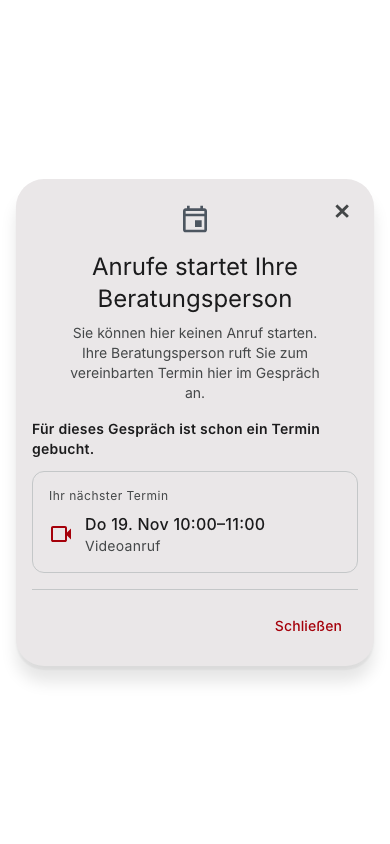 Anrufe startet Ihre
Beratungsperson
Sie können hier keinen Anruf starten.
Ihre Beratungsperson ruft Sie zum
vereinbarten Termin hier im Gespräch
an.
Für dieses Gespräch ist schon ein Termin
gebucht.
Ihr nächster Termin
Do 19. Nov 10:00–11:00
Videoanruf
Schließen